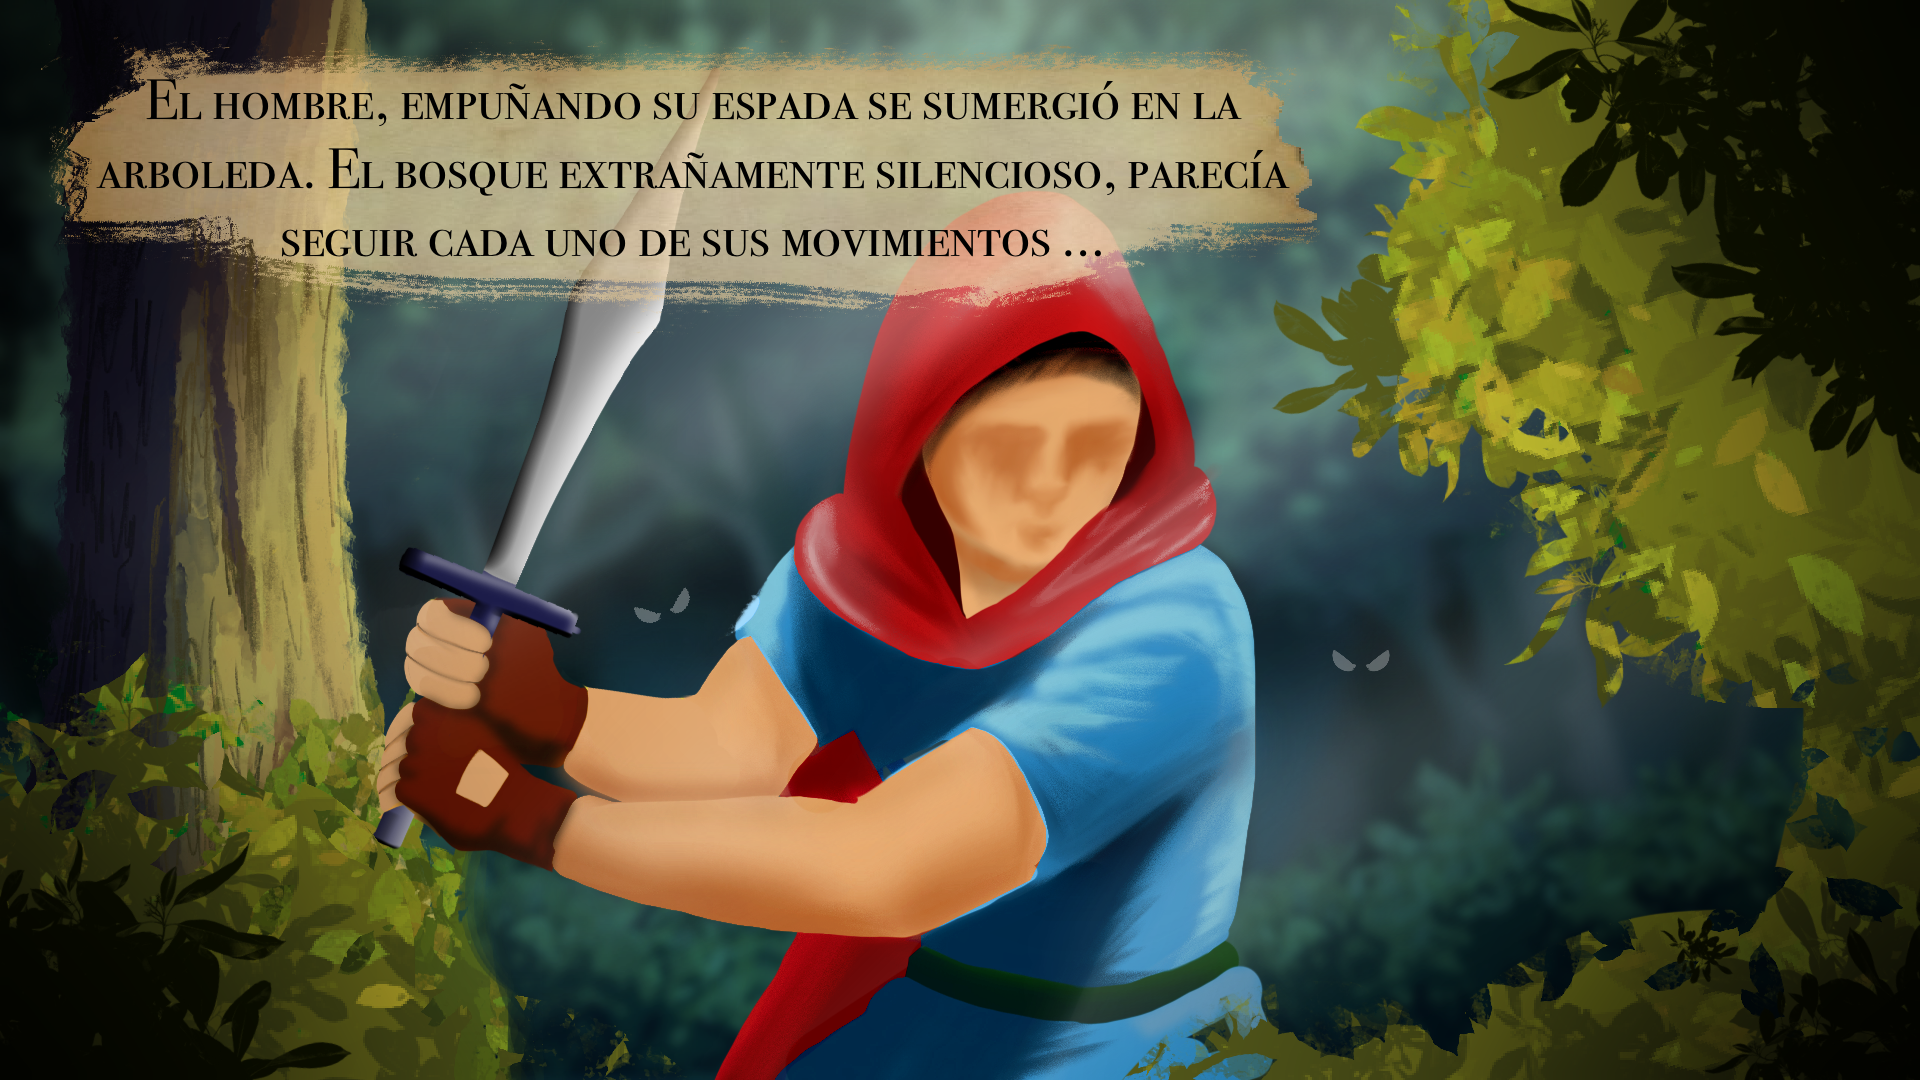 El hombre, empuñando su espada se sumergió en la
arboleda. El bosque extrañamente silencioso, parecía
seguir cada uno de sus movimientos ...